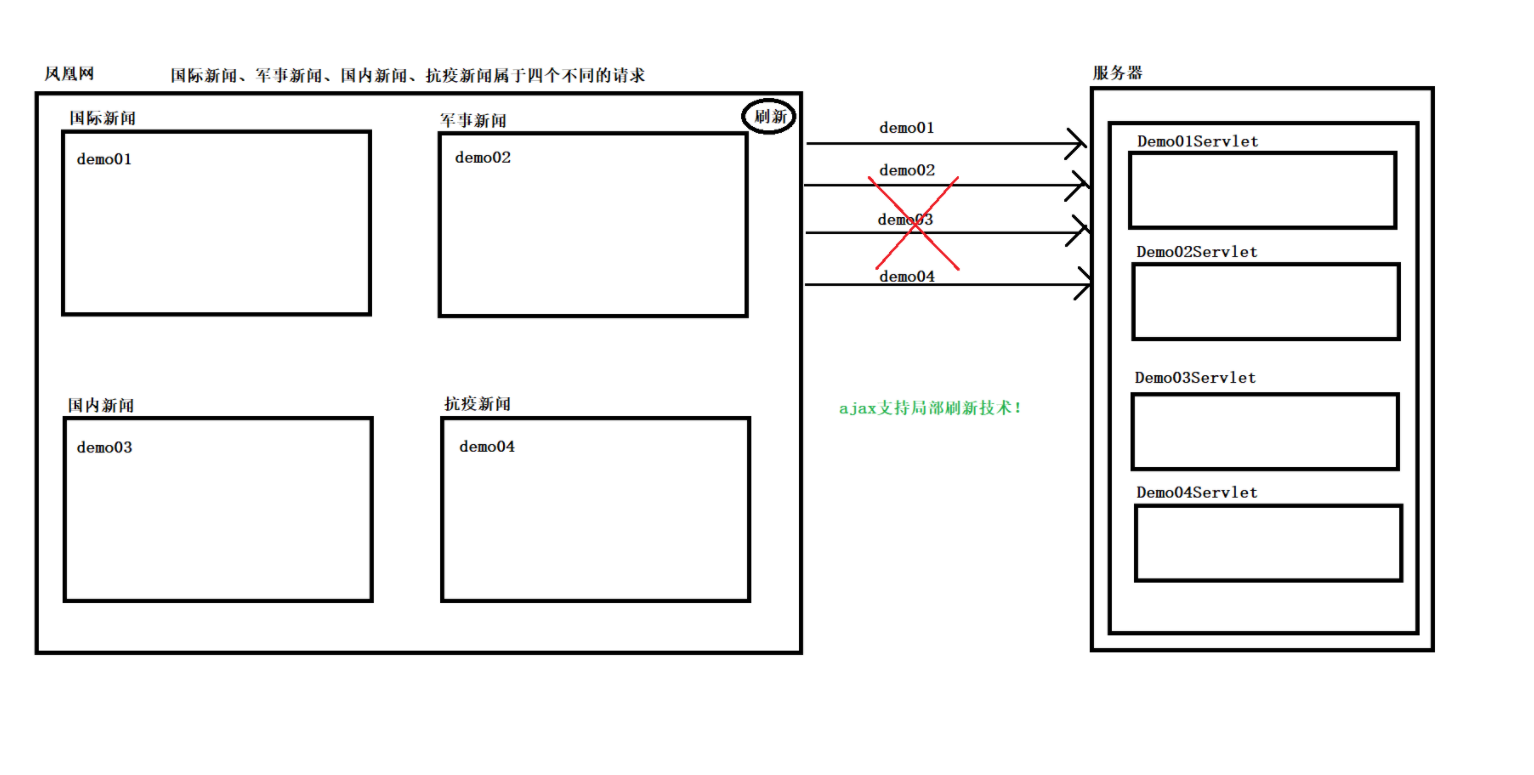 凤凰网
国际新闻、军事新闻、国内新闻、抗疫新闻属于四个不同的请求
国际新闻
demo01
军事新闻
demo02
刷新
国内新闻
demo03
抗疫新闻
demo04
demo01
demo02
demo03
demo04
ajax支持局部刷新技术!
服务器
Demo01Servlet
Demo02Servlet
Demo03Servlet
Demo04Servlet